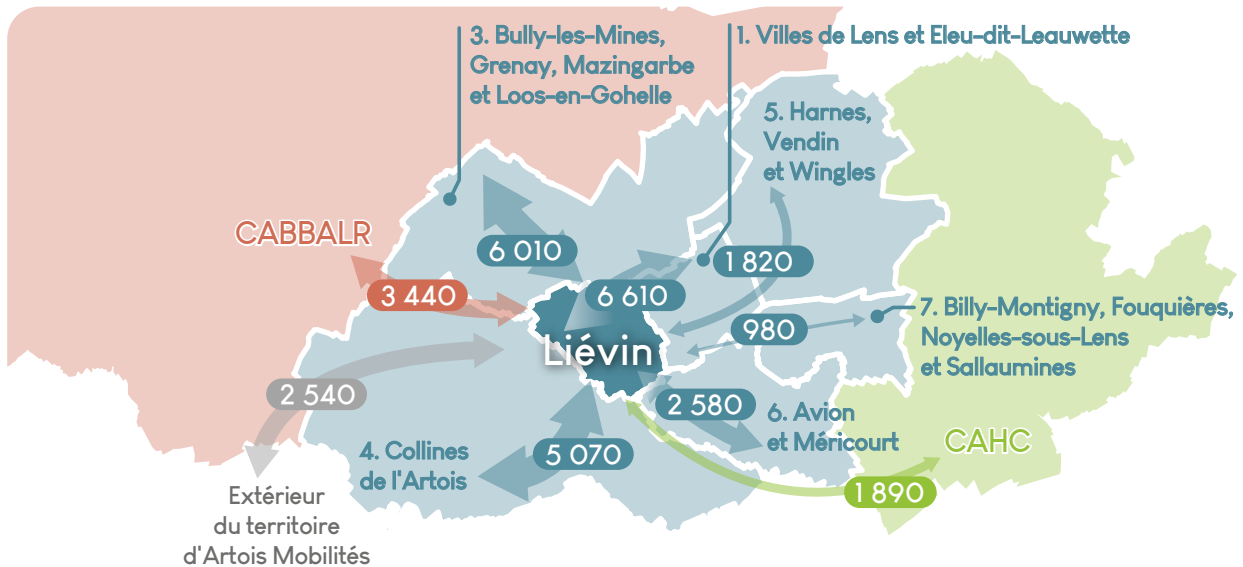 3. Bully-les-Mines,
Grenay, Mazingarbe
et Loos-en-Gohelle
1. Villes de Lens et Eleu-dit-Leauwette
5. Harnes,
Vendin
et Wingles
CABBALR
6 010
1 820
3 440
6 610
7. Billy-Montigny, Fouquières,
Noyelles-sous-Lens
et Sallaumines
980
Liévin
2 540
2 580
6. Avion
et Méricourt
CAHC
4. Collines
de l'Artois
5 070
1 890
Extérieur
du territoire
d'Artois Mobilités